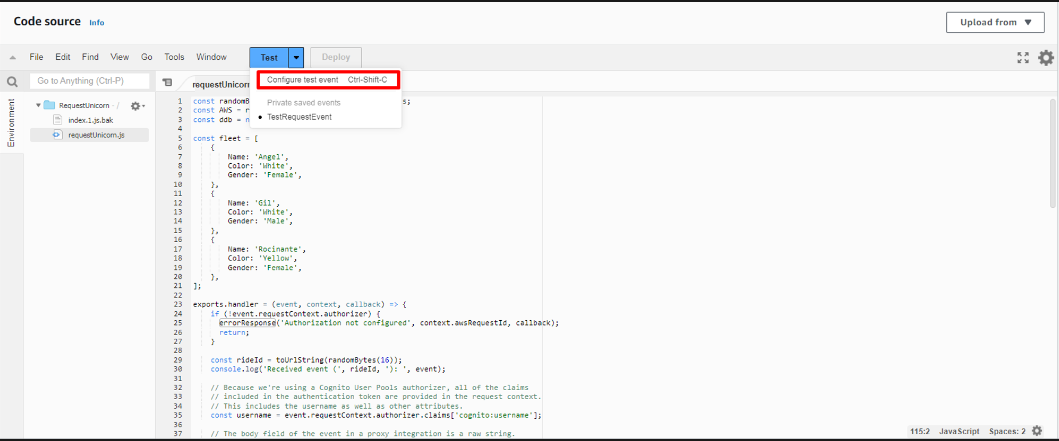 Code source Info
Upload from ▼
File Edit Find View Go Tools Window Test Deploy
Go to Anything (Ctrl-P)
Environment
RequestUnicorn - /
index.1.js.bak
requestUnicorn.js
requestUnicorn
Configure test event Ctrl-Shift-C
Private saved events
TestRequestEvent
1 const randomB s;
2 const AWS = r
3 const ddb = n
4
5 const fleet = [
6 {
7 Name: 'Angel',
8 Color: 'White',
9 Gender: 'Female',
10 },
11 {
12 Name: 'Gil',
13 Color: 'White',
14 Gender: 'Male',
15 },
16 {
17 Name: 'Rocinante',
18 Color: 'Yellow',
19 Gender: 'Female',
20 },
21 ];
22
23 exports.handler = (event, context, callback) => {
24 if (!event.requestContext.authorizer) {
25 errorResponse('Authorization not configured', context.awsRequestId, callback);
26 return;
27 }
28
29 const rideId = toUrlString(randomBytes(16));
30 console.log('Received event (', rideId, '): ', event);
31
32 // Because we're using a Cognito User Pools authorizer, all of the claims
33 // included in the authentication token are provided in the request context.
34 // This includes the username as well as other attributes.
35 const username = event.requestContext.authorizer.claims['cognito:username'];
36
37 // The body field of the event in a proxy integration is a raw string.
115:2 JavaScript Spaces: 2